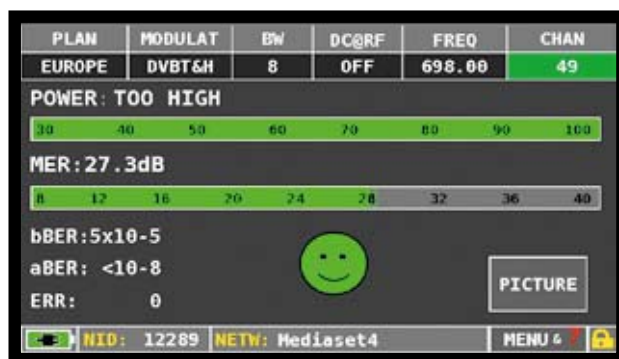 PLAN MODULAT BW DC@RF FREQ CHAN
EUROPE DVBT&H 8 OFF 698.00 49
POWER: TOO HIGH
30 40 50 60 70 80 90 100
MER:27.3dB
8 12 16 20 24 28 32 36 40
bBER:5x10-5
aBER: <10-8
PICTURE
ERR: 0
NID: 12289 NETW: Mediaset4 MENU & ?